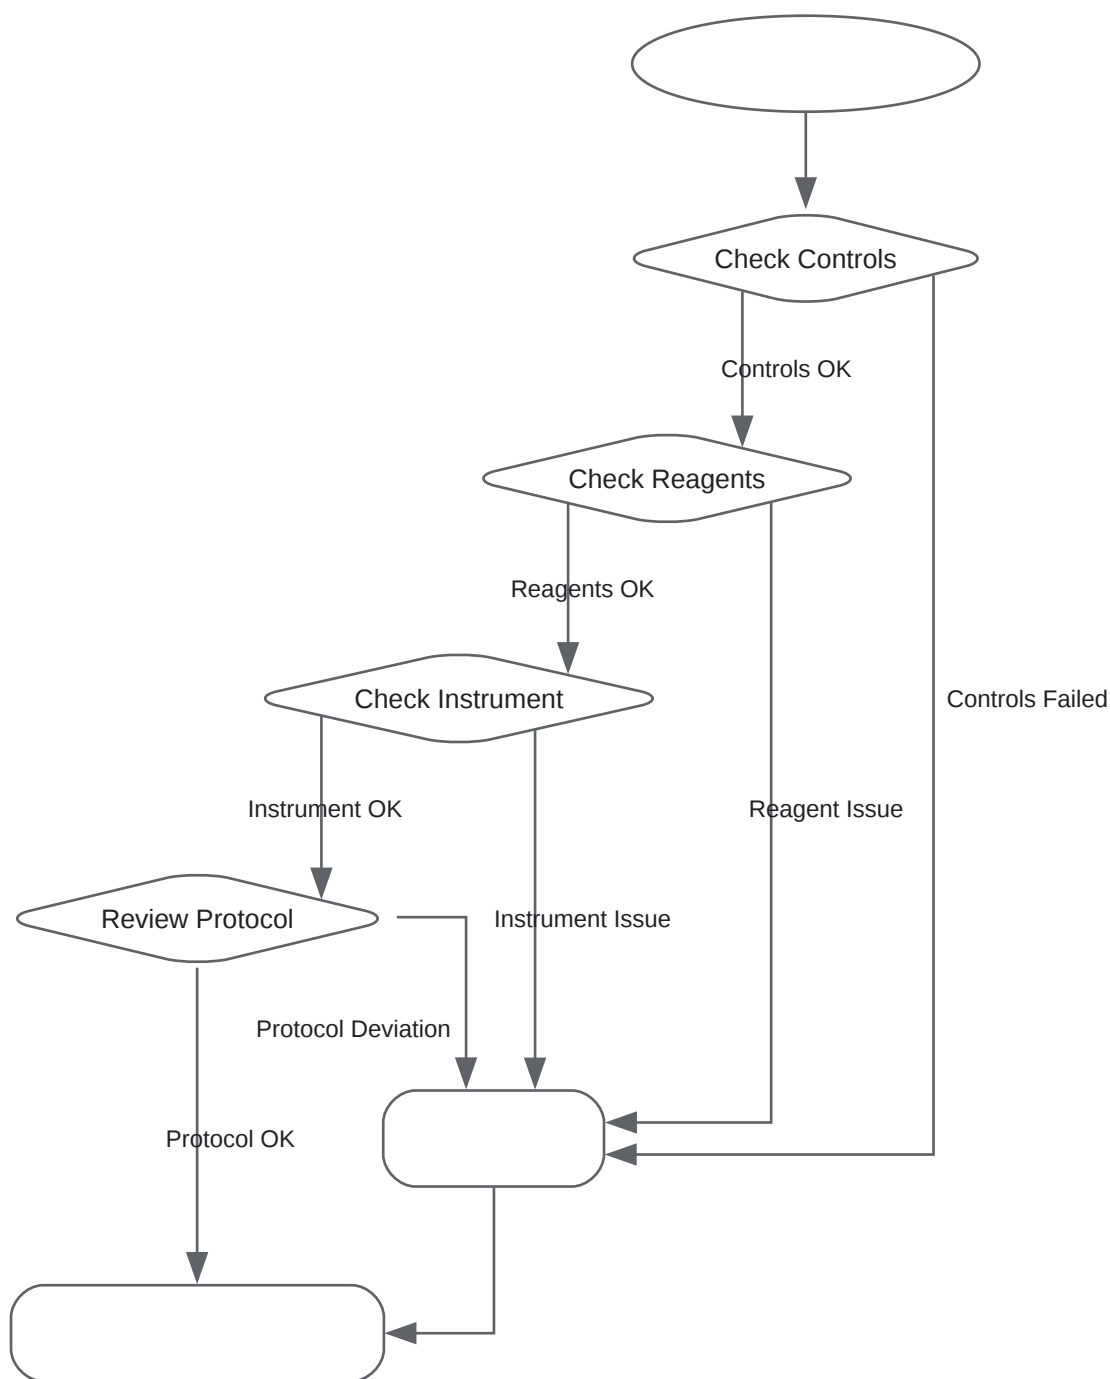 Check Controls
Controls OK
Check Reagents
Reagents OK
Check Instrument
Controls Failed
Instrument OK
Reagent Issue
Review Protocol
Instrument Issue
Protocol Deviation
Protocol OK